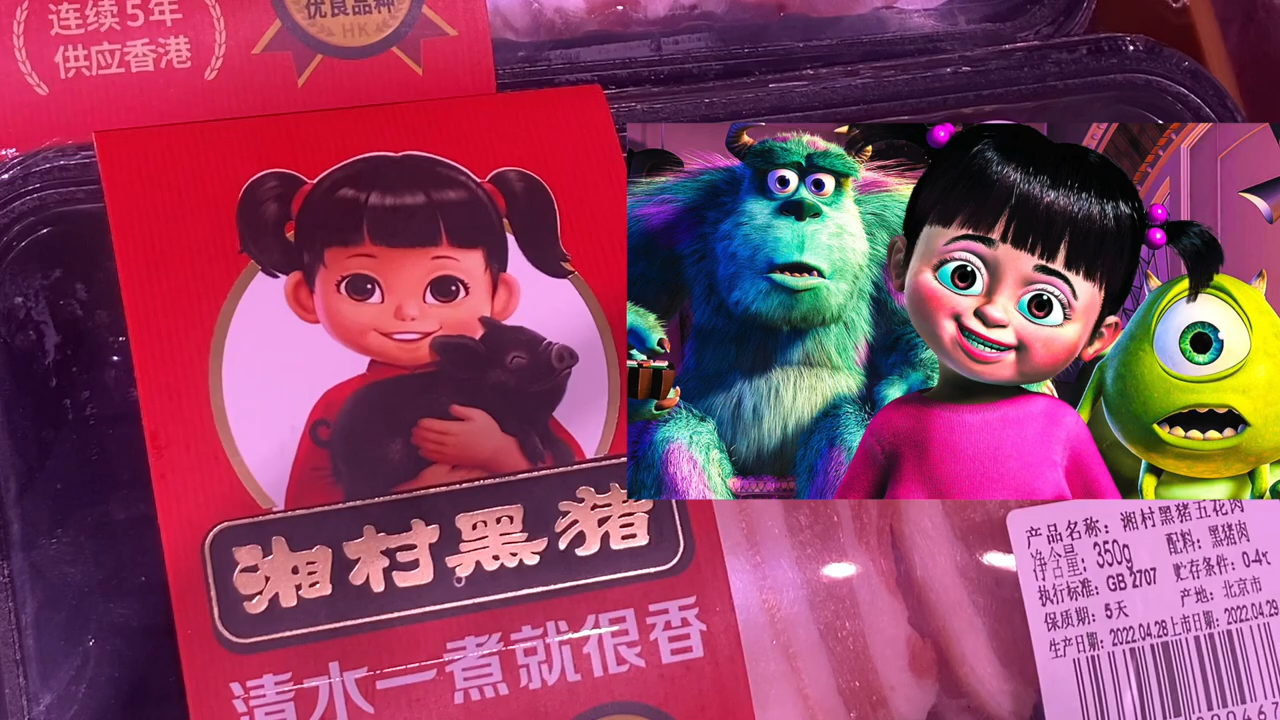 连续5年
供应香港
优良品种
HK
湘村黑猪
清水一煮就很香
产品名称：湘村黑猪五花肉
净含量：350g 配料：黑猪肉
执行标准：GB 2707 贮存条件：0-4℃
保质期：5天 产地：北京市
生产日期：2022.04.28 上市日期：2022.04.28